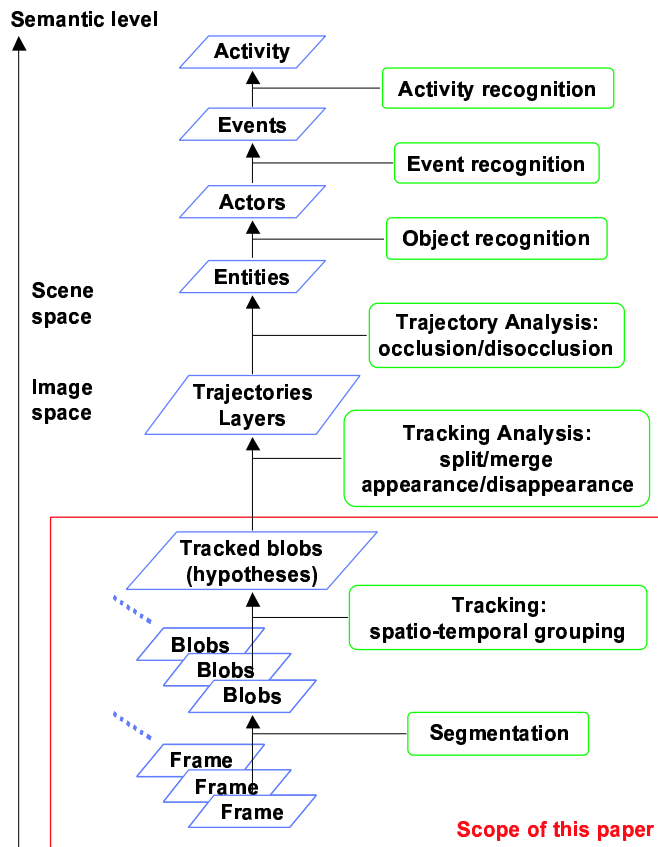 Semantic level
Activity
Activity recognition
Events
Event recognition
Actors
Object recognition
Entities
Scene
space
Trajectory Analysis:
occlusion/disocclusion
Image
space
Trajectories
Layers
Tracking Analysis:
split/merge
appearance/disappearance
Tracked blobs
(hypotheses)
Tracking:
spatio-temporal grouping
Blobs
Blobs
Blobs
Segmentation
Frame
Frame
Frame
Scope of this paper